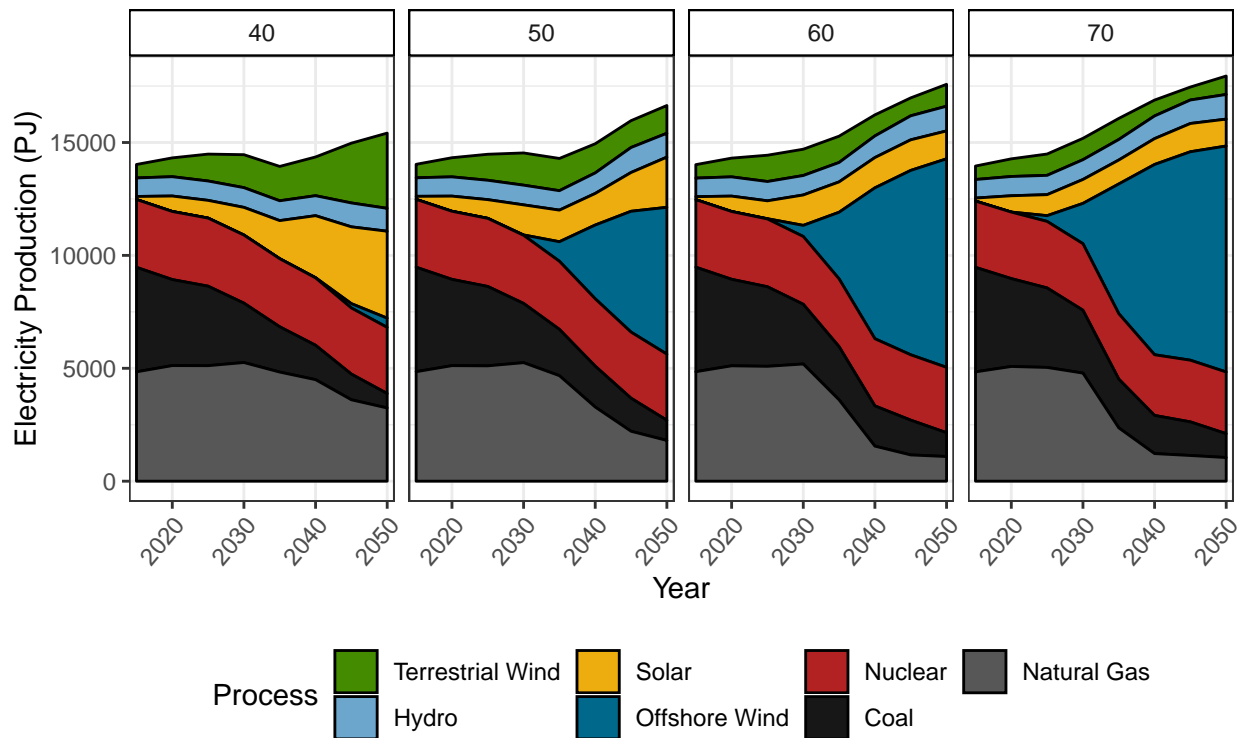 40 50 60 70
Electricity Production (PJ)
15000
10000
5000
0
2020 2030 2040 2050 2020 2030 2040 2050 2020 2030 2040 2050 2020 2030 2040 2050
Year
Process
Terrestrial Wind Solar Nuclear Natural Gas
Hydro Offshore Wind Coal